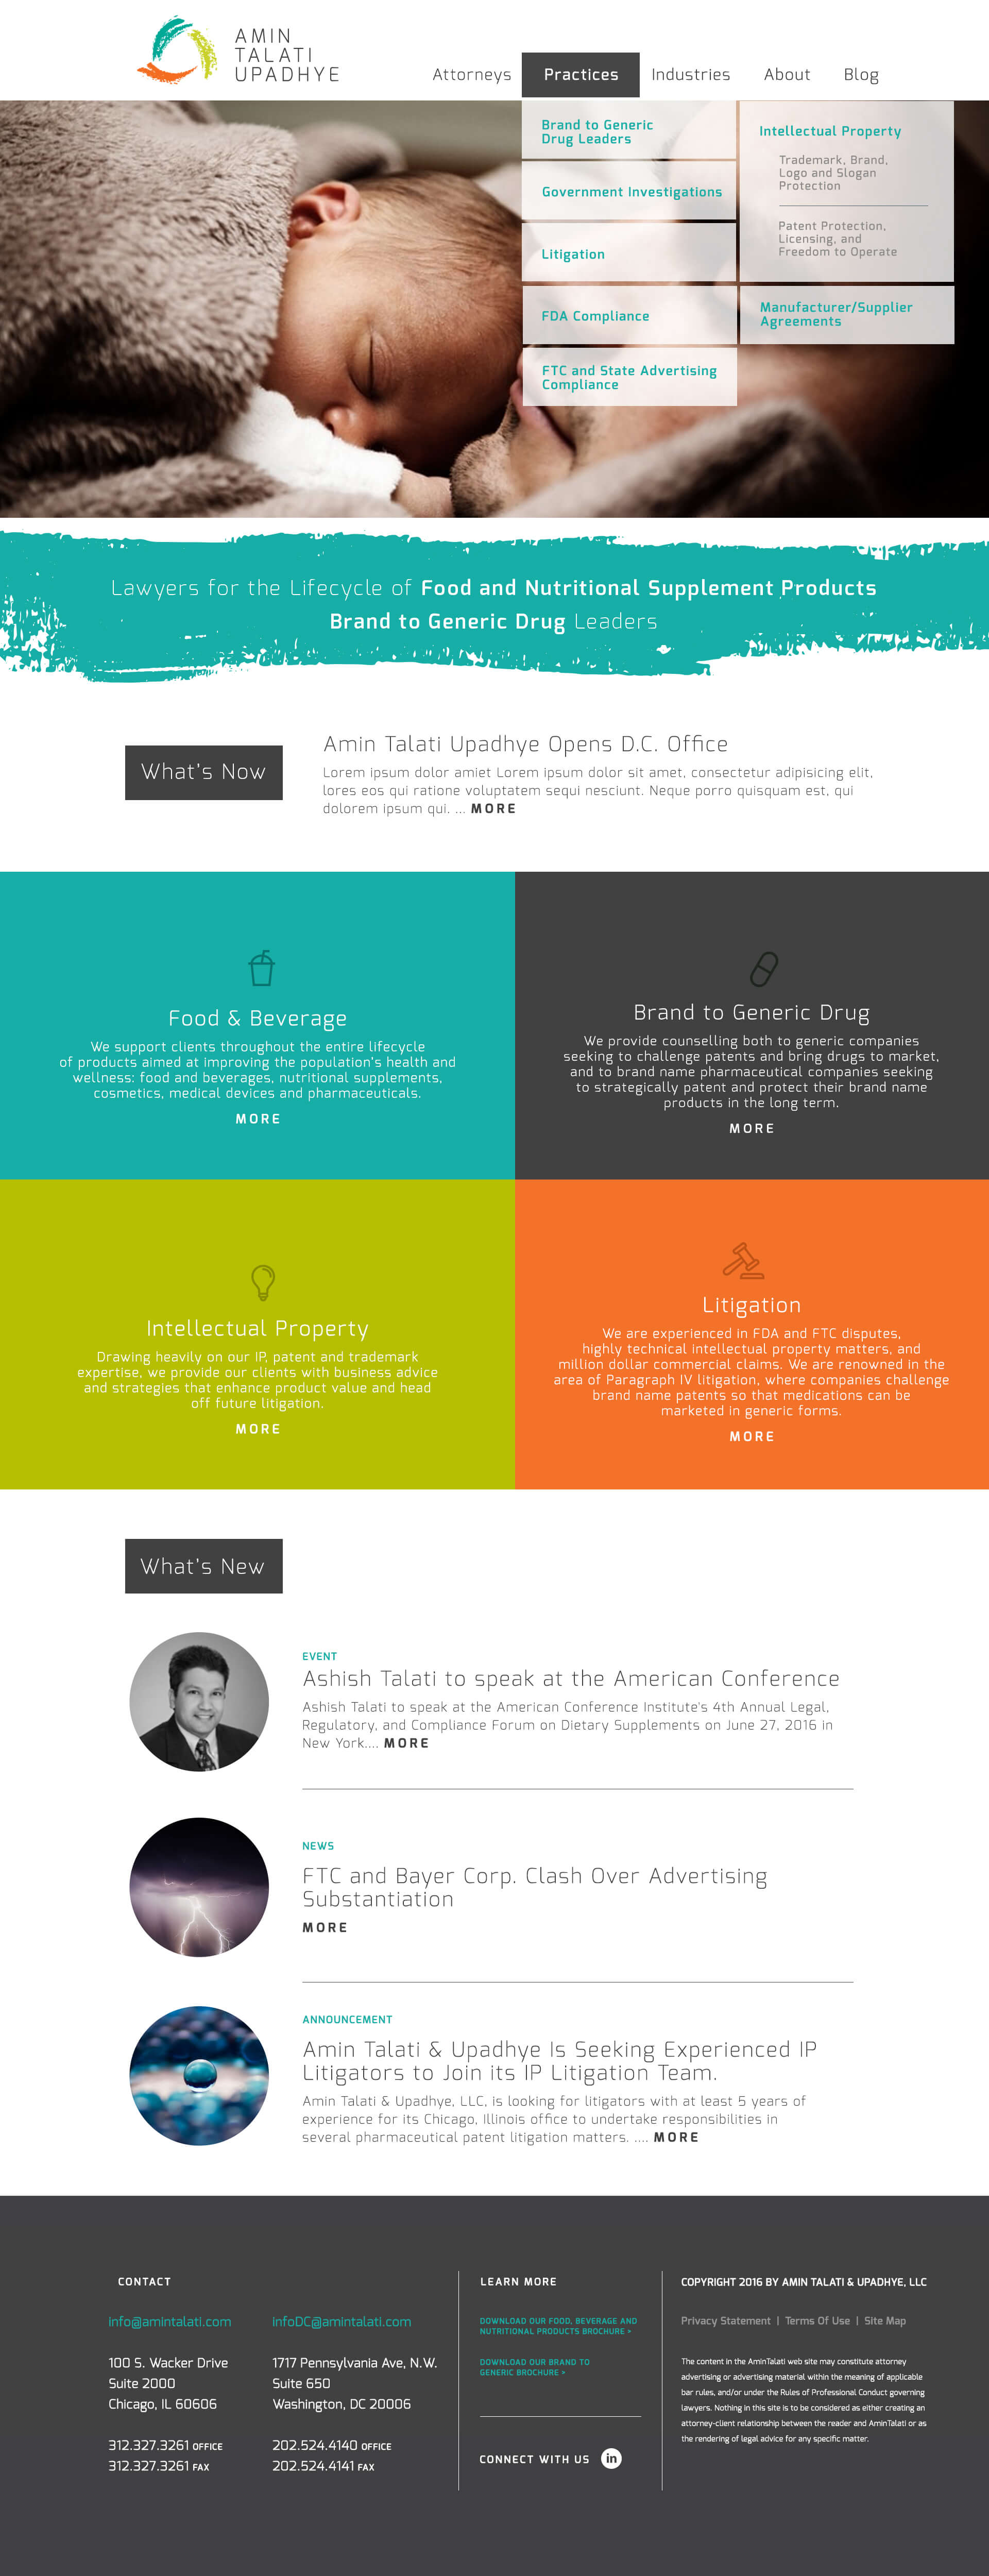 AMIN
TALATI
UPADHYE
Attorneys Practices Industries About Blog
Brand to Generic
Drug Leaders
Government Investigations
Litigation
FDA Compliance
FTC and State Advertising
Compliance
Intellectual Property
Trademark, Brand,
Logo and Slogan
Protection
Patent Protection,
Licensing, and
Freedom to Operate
Manufacturer/Supplier
Agreements
Lawyers for the Lifecycle of Food and Nutritional Supplement Products
Brand to Generic Drug Leaders
What's Now
Amin Talati Upadhye Opens D.C. Office
Lorem ipsum dolor amiet Lorem ipsum dolor sit amet, consectetur adipisicing elit,
lores eos qui ratione voluptatem sequi nesciunt. Neque porro quisquam est, qui
dolorem ipsum qui. ... MORE
Food & Beverage
We support clients throughout the entire lifecycle
of products aimed at improving the population's health and
wellness: food and beverages, nutritional supplements,
cosmetics, medical devices and pharmaceuticals.
MORE
Brand to Generic Drug
We provide counselling both to generic companies
seeking to challenge patents and bring drugs to market,
and to brand name pharmaceutical companies seeking
to strategically patent and protect their brand name
products in the long term.
MORE
Intellectual Property
Drawing heavily on our IP, patent and trademark
expertise, we provide our clients with business advice
and strategies that enhance product value and head
off future litigation.
MORE
Litigation
We are experienced in FDA and FTC disputes,
highly technical intellectual property matters, and
million dollar commercial claims. We are renowned in the
area of Paragraph IV litigation, where companies challenge
brand name patents so that medications can be
marketed in generic forms.
MORE
What's New
EVENT
Ashish Talati to speak at the American Conference
Ashish Talati to speak at the American Conference Institute's 4th Annual Legal,
Regulatory, and Compliance Forum on Dietary Supplements on June 27, 2016 in
New York.... MORE
NEWS
FTC and Bayer Corp. Clash Over Advertising
Substantiation
MORE
ANNOUNCEMENT
Amin Talati & Upadhye Is Seeking Experienced IP
Litigators to Join its IP Litigation Team.
Amin Talati & Upadhye, LLC, is looking for litigators with at least 5 years of
experience for its Chicago, Illinois office to undertake responsibilities in
several pharmaceutical patent litigation matters. .... MORE
CONTACT
info@amintalati.com
100 S. Wacker Drive
Suite 2000
Chicago, IL 60606
312.327.3261 OFFICE
312.327.3261 FAX
infoDC@amintalati.com
1717 Pennsylvania Ave, N.W.
Suite 650
Washington, DC 20006
202.524.4140 OFFICE
202.524.4141 FAX
LEARN MORE
DOWNLOAD OUR FOOD, BEVERAGE AND
NUTRITIONAL PRODUCTS BROCHURE »
DOWNLOAD OUR BRAND TO
GENERIC BROCHURE »
CONNECT WITH US in
COPYRIGHT 2016 BY AMIN TALATI & UPADHYE, LLC
Privacy Statement | Terms Of Use | Site Map
The content in the AminTalati web site may constitute attorney
advertising or advertising material within the meaning of applicable
bar rules, and/or under the Rules of Professional Conduct governing
lawyers. Nothing in this site is to be considered as either creating an
attorney-client relationship between the reader and AminTalati or as
the rendering of legal advice for any specific matter.